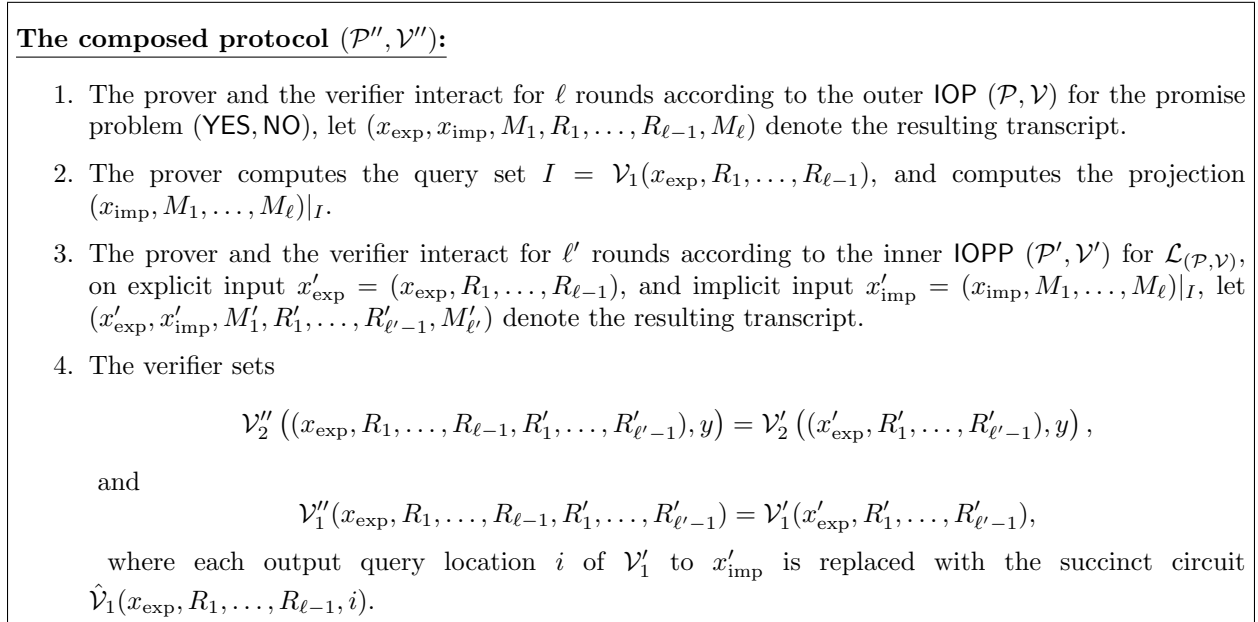 The composed protocol (𝒫″, 𝒱″):
1. The prover and the verifier interact for ℓ rounds according to the outer IOP (𝒫, 𝒱) for the promise
problem (YES, NO), let (x_exp, x_imp, M_1, R_1, …, R_{ℓ−1}, M_ℓ) denote the resulting transcript.
2. The prover computes the query set I = 𝒱_1(x_exp, R_1, …, R_{ℓ−1}), and computes the projection
(x_imp, M_1, …, M_ℓ)|_I.
3. The prover and the verifier interact for ℓ′ rounds according to the inner IOPP (𝒫′, 𝒱′) for ℒ_{(𝒫,𝒱)},
on explicit input x′_exp = (x_exp, R_1, …, R_{ℓ−1}), and implicit input x′_imp = (x_imp, M_1, …, M_ℓ)|_I, let
(x′_exp, x′_imp, M′_1, R′_1, …, R′_{ℓ′−1}, M′_{ℓ′}) denote the resulting transcript.
4. The verifier sets
𝒱″_2 ((x_exp, R_1, …, R_{ℓ−1}, R′_1, …, R′_{ℓ′−1}), y) = 𝒱′_2 ((x′_exp, R′_1, …, R′_{ℓ′−1}), y),
and
𝒱″_1(x_exp, R_1, …, R_{ℓ−1}, R′_1, …, R′_{ℓ′−1}) = 𝒱′_1(x′_exp, R′_1, …, R′_{ℓ′−1}),
where each output query location i of 𝒱′_1 to x′_imp is replaced with the succinct circuit
𝒱̂_1(x_exp, R_1, …, R_{ℓ−1}, i).